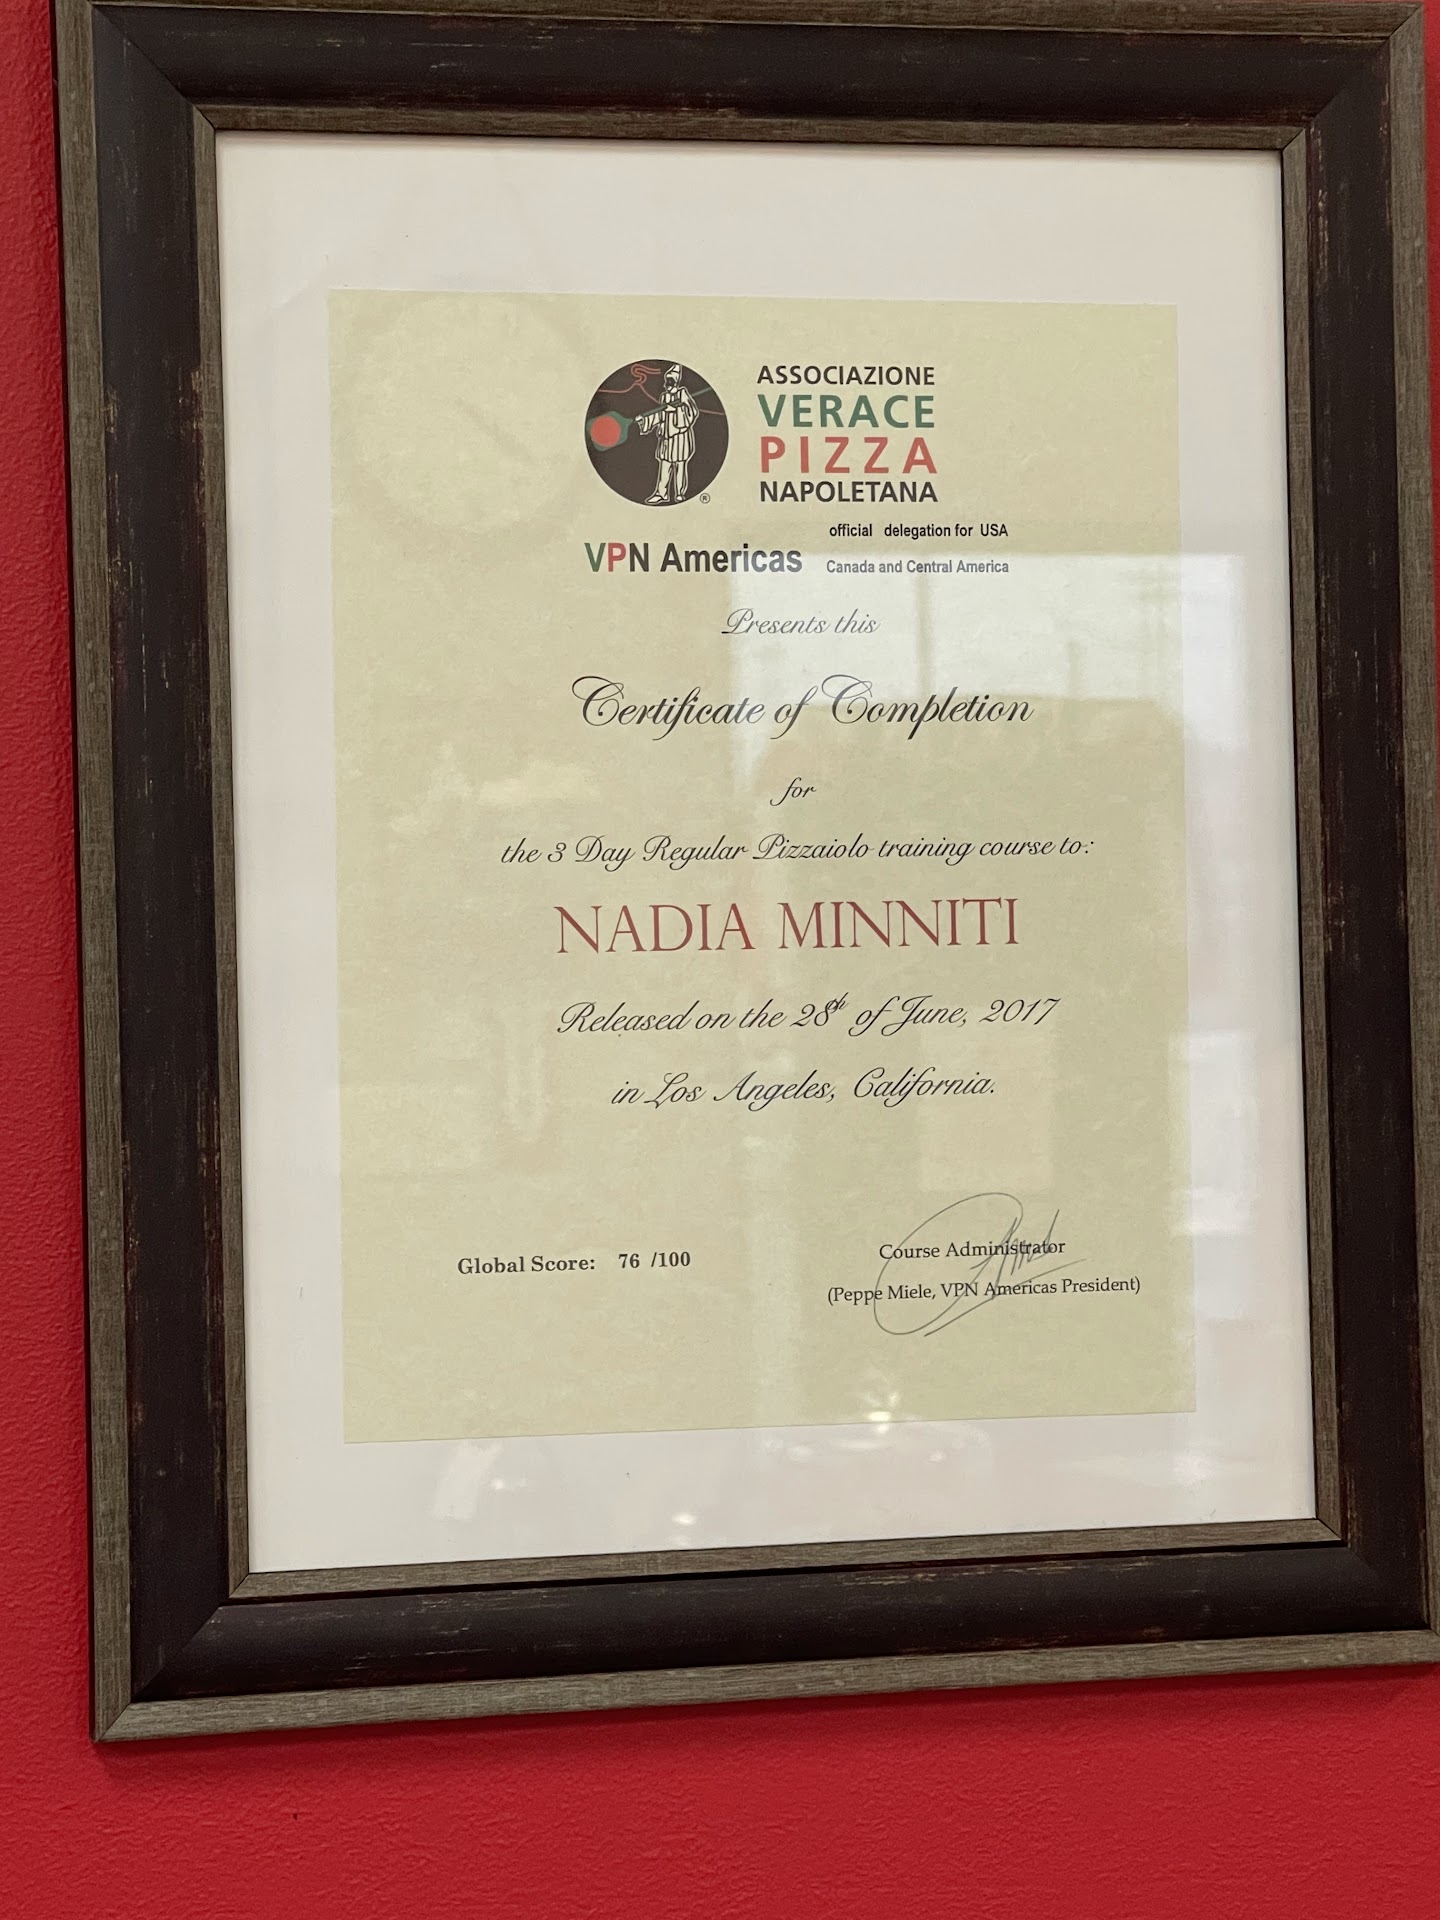 ASSOCIAZIONE
VERACE
PIZZA
NAPOLETANA
®
VPN Americas
official delegation for USA
Canada and Central America
Presents this
Certificate of Completion
for
the 3 Day Regular Pizzaiolo training course to:
NADIA MINNITI
Released on the 28th of June, 2017
in Los Angeles, California.
Global Score: 76 /100
Course Administrator
(Peppe Miele, VPN Americas President)